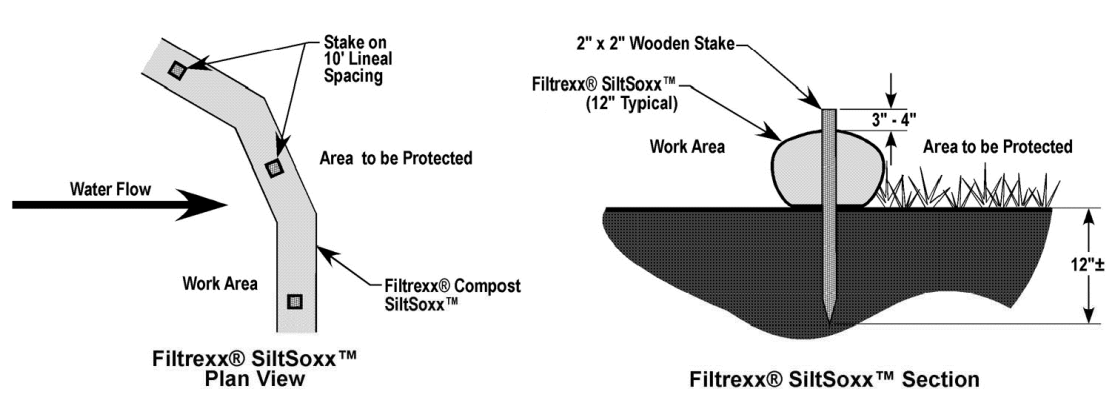 Stake on
10' Lineal
Spacing
Area to be Protected
Water Flow
Work Area
Filtrexx® Compost
SiltSoxx™
Filtrexx® SiltSoxx™
Plan View
2" x 2" Wooden Stake
Filtrexx® SiltSoxx™
(12" Typical)
3" - 4"
Work Area
Area to be Protected
12"±
Filtrexx® SiltSoxx™ Section